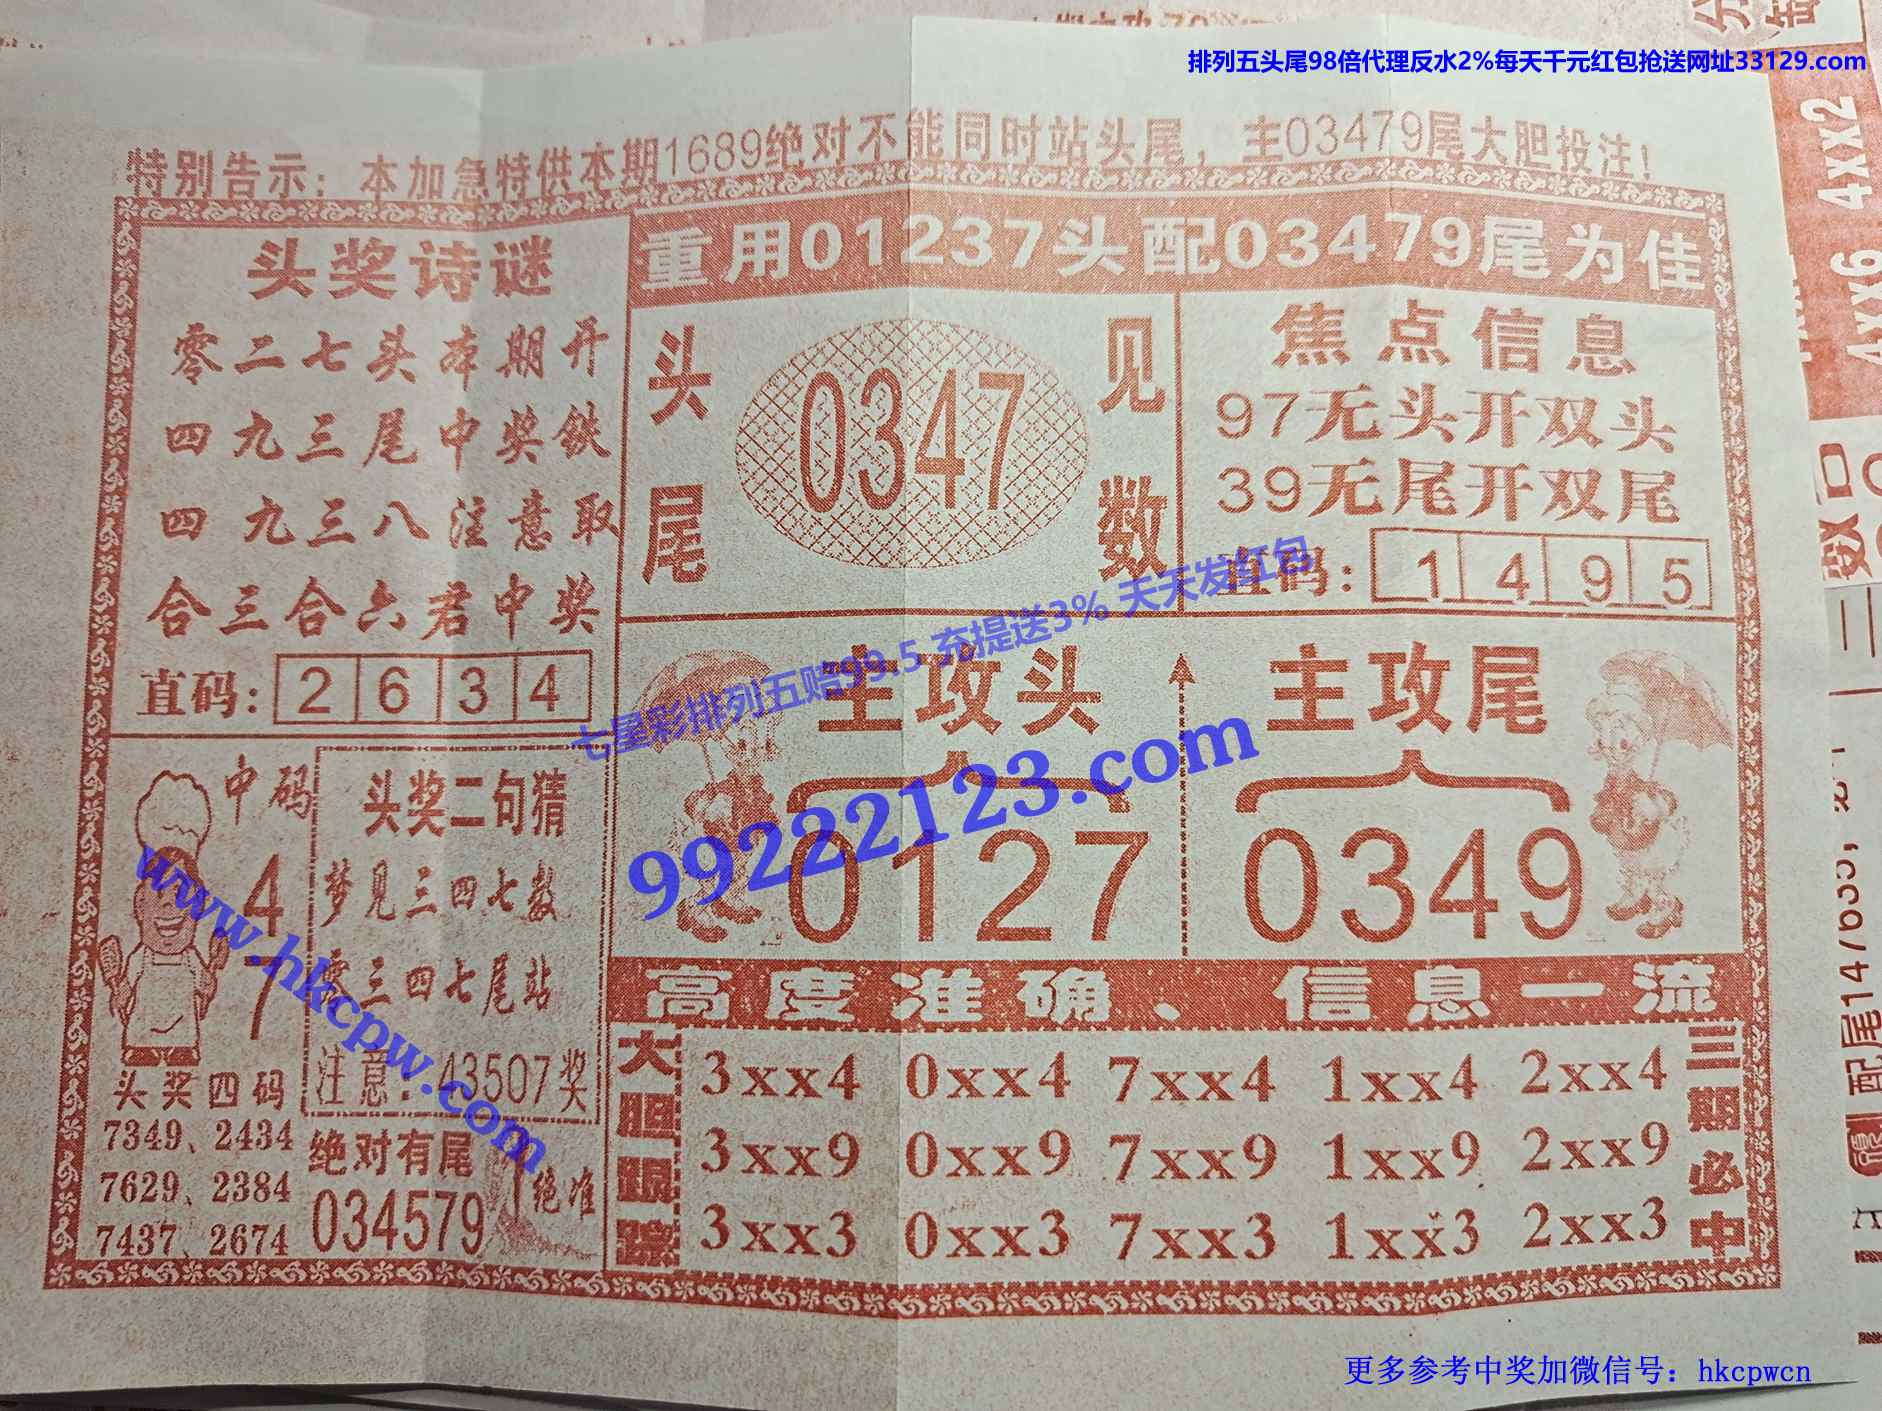 排列五头尾98倍代理反水2%每天千元红包抢送网址33129.com
特别告示：本加急特供本期1689绝对不能同时站头尾，主03479尾大胆投注！
重用01237头配03479尾为佳
头奖诗谜
零二七头本期开
四九三尾中奖铁
四九三八注意取
合三合六君中奖
直码：2 6 3 4
头尾
0347
见数
焦点信息
97无头开双头
39无尾开双尾
直码：1 4 9 5
七星彩排列五赔99.5 充提送3% 天天发红包
99222123.com
主攻头
0127
主攻尾
0349
中码
4
7
头奖二句猜
梦见三四七数
零三四七尾站
注意：43507奖
www.hkcpw.com
头奖四码
7349、2434
7629、2384
7437、2674
绝对有尾
034579
绝准
高度准确、信息一流
大胆跟踪
3xx4 0xx4 7xx4 1xx4 2xx4
3xx9 0xx9 7xx9 1xx9 2xx9
3xx3 0xx3 7xx3 1xx3 2xx3
三期必中
4xx6 4xx2
数
配尾147
更多参考中奖加微信号：hkcpwcn